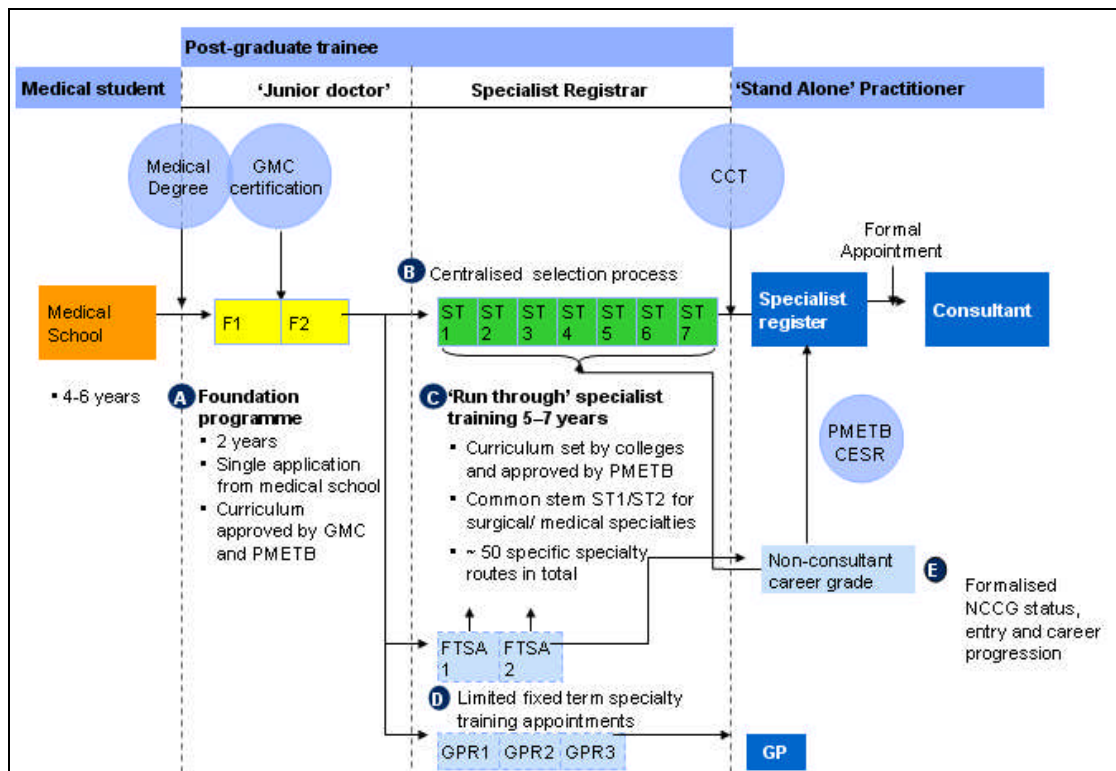 Post-graduate trainee
Medical student
‘Junior doctor’
Specialist Registrar
‘Stand Alone’ Practitioner
Medical
Degree
GMC
certification
CCT
Formal
Appointment
B Centralised selection process
Medical
School
F1
F2
ST
1
ST
2
ST
3
ST
4
ST
5
ST
6
ST
7
Specialist
register
Consultant
▪ 4-6 years
A Foundation
programme
▪ 2 years
▪ Single application
from medical school
▪ Curriculum
approved by GMC
and PMETB
C ‘Run through’ specialist
training 5–7 years
▪ Curriculum set by colleges
and approved by PMETB
▪ Common stem ST1/ST2 for
surgical/ medical specialties
▪ ~ 50 specific specialty
routes in total
PMETB
CESR
Non-consultant
career grade
E Formalised
NCCG status,
entry and career
progression
FTSA
1
FTSA
2
D Limited fixed term specialty
training appointments
GPR1
GPR2
GPR3
GP